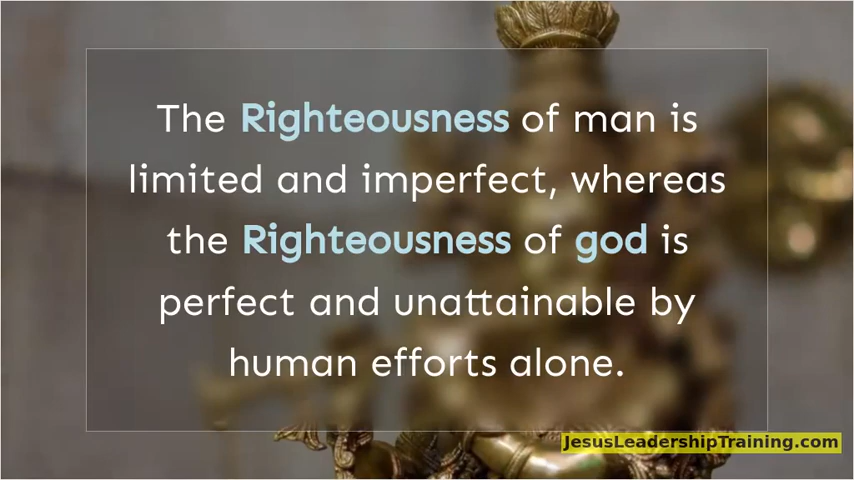 The Righteousness of man is
limited and imperfect, whereas
the Righteousness of god is
perfect and unattainable by
human efforts alone.
JesusLeadershipTraining.com